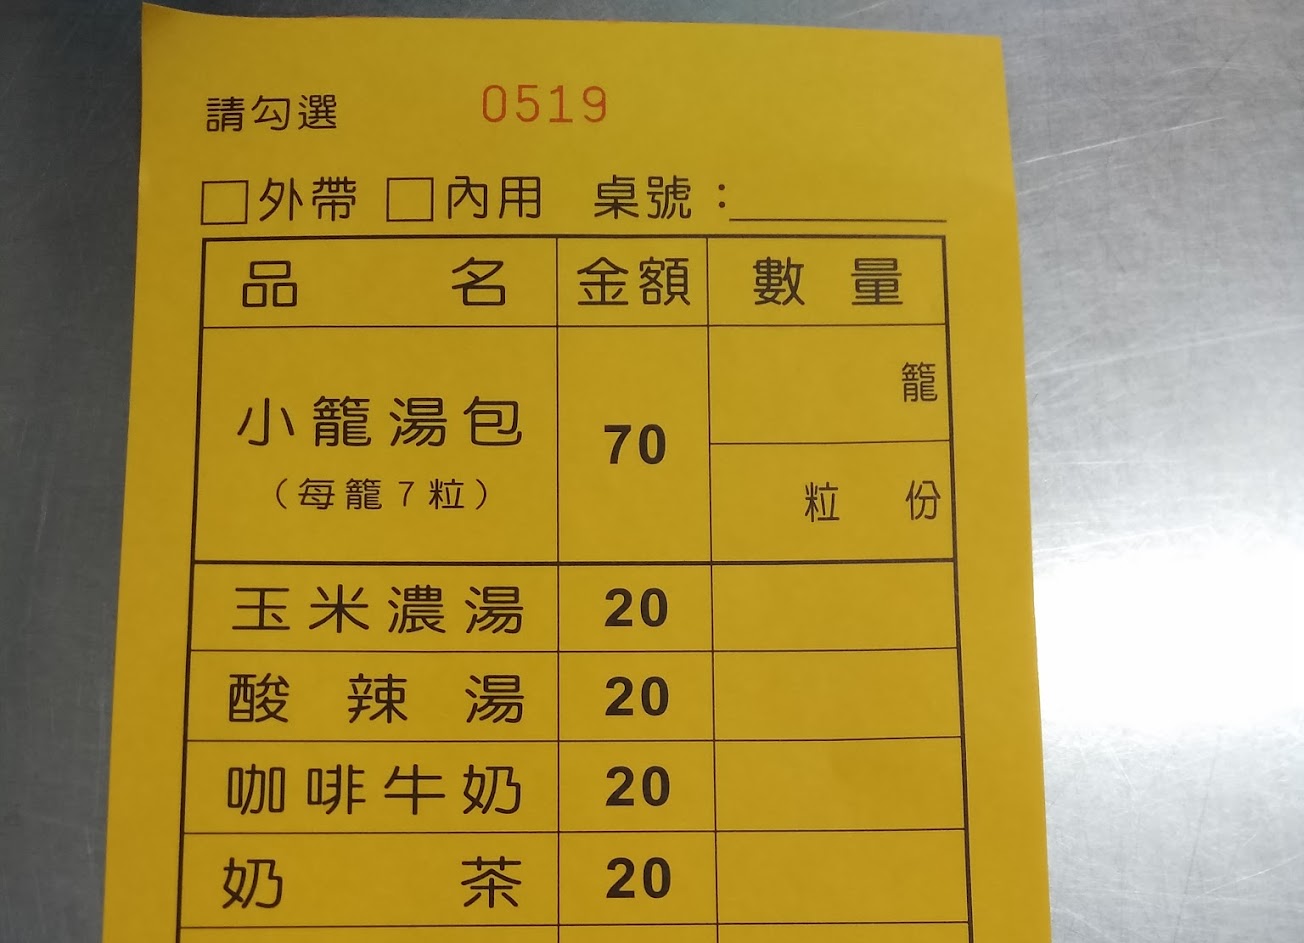 請勾選 0519
□外帶 □內用 桌號：
品名 金額 數量
小籠湯包 70 籠
（每籠7粒） 粒 份
玉米濃湯 20
酸辣湯 20
咖啡牛奶 20
奶茶 20